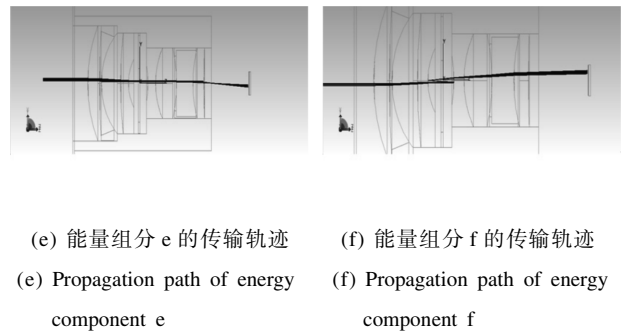 (e) 能量组分 e 的传输轨迹
(e) Propagation path of energy
component e
(f) 能量组分 f 的传输轨迹
(f) Propagation path of energy
component f